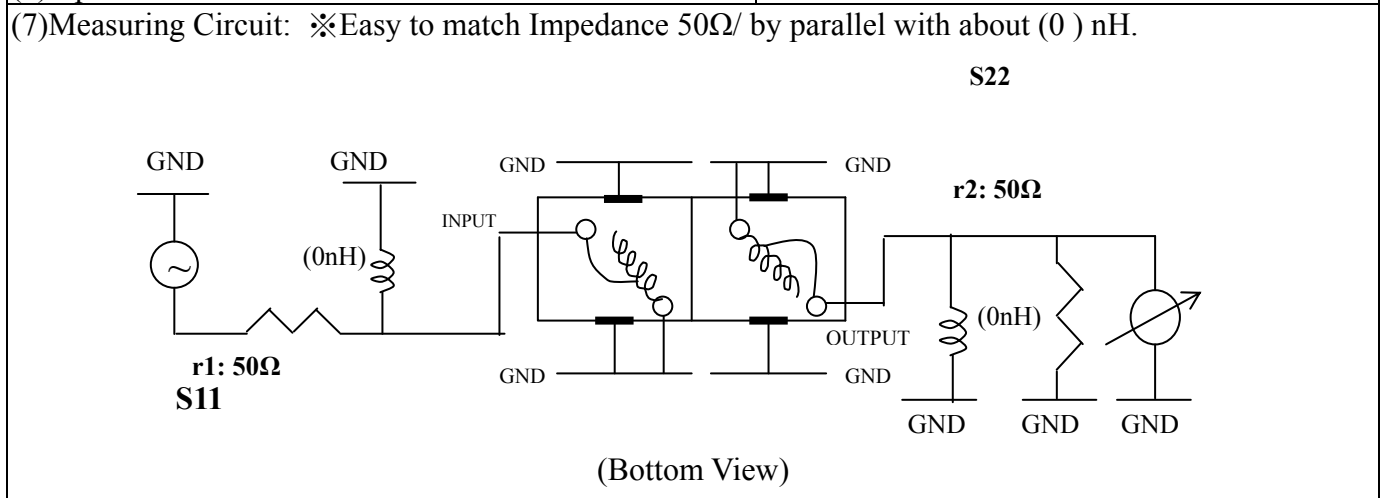 (7)Measuring Circuit: ※Easy to match Impedance 50Ω/ by parallel with about (0 ) nH.
S22
GND
GND
GND
GND
r2: 50Ω
INPUT
(0nH)
(0nH)
OUTPUT
r1: 50Ω
S11
GND
GND
GND
GND
GND
(Bottom View)